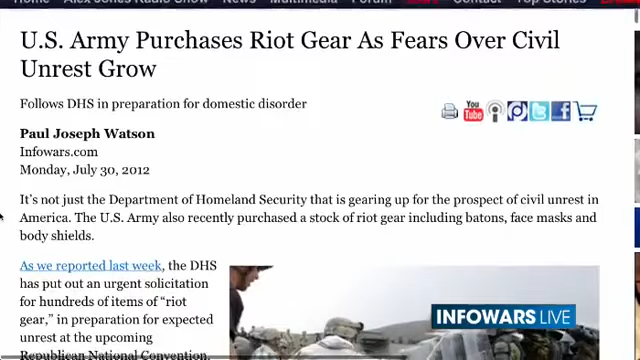 Home Alex Jones Radio Show News Multimedia Forum Contact Top Stories
U.S. Army Purchases Riot Gear As Fears Over Civil
Unrest Grow
Follows DHS in preparation for domestic disorder
You
Tube
Paul Joseph Watson
Infowars.com
Monday, July 30, 2012
It's not just the Department of Homeland Security that is gearing up for the prospect of civil unrest in
America. The U.S. Army also recently purchased a stock of riot gear including batons, face masks and
body shields.
As we reported last week, the DHS
has put out an urgent solicitation
for hundreds of items of “riot
gear,” in preparation for expected
unrest at the upcoming
Republican National Convention,
INFOWARS LIVE